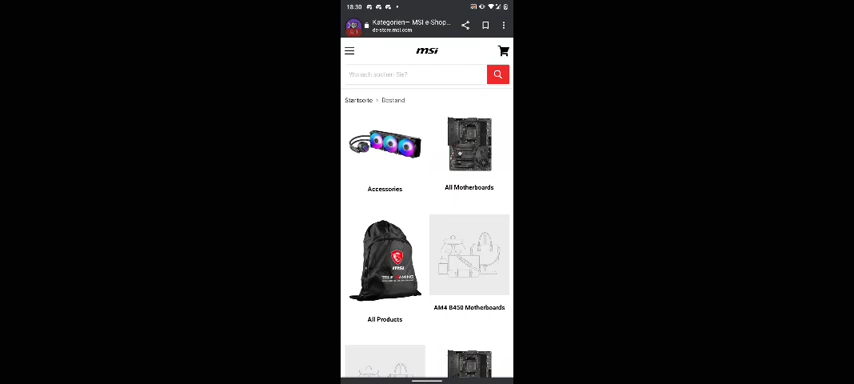 18:30
Kategorien– MSI e-Shop...
de-store.msi.com
msi
Wonach suchen Sie?
Startseite > Bestand
Accessories
All Motherboards
msi
All Products
AM4 B450 Motherboards